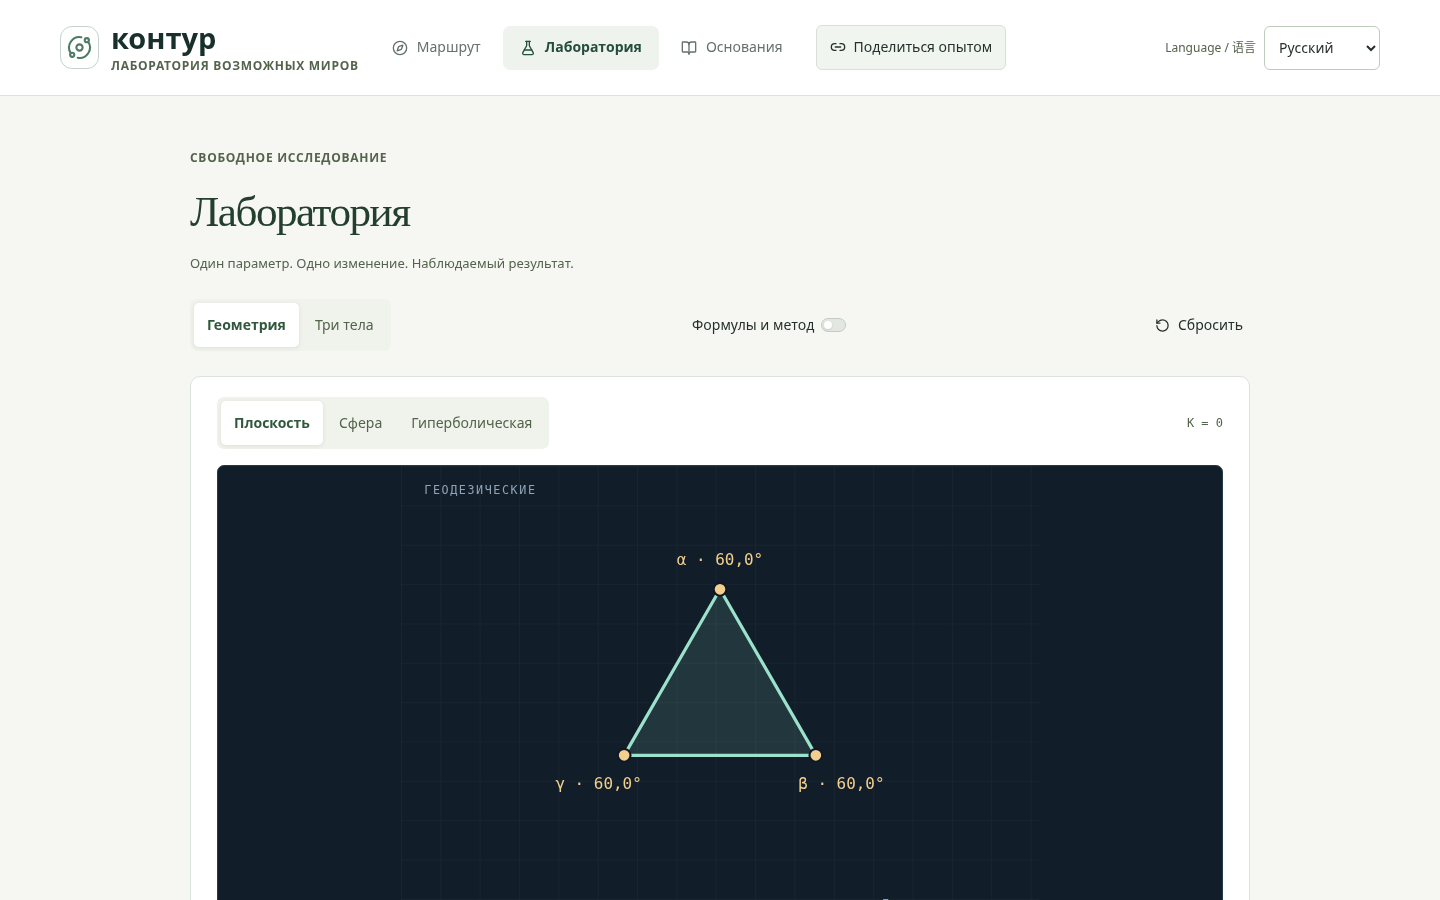 контур
ЛАБОРАТОРИЯ ВОЗМОЖНЫХ МИРОВ
Маршрут
Лаборатория
Основания
Поделиться опытом
Language / 语言
Русский
СВОБОДНОЕ ИССЛЕДОВАНИЕ
Лаборатория
Один параметр. Одно изменение. Наблюдаемый результат.
Геометрия
Три тела
Формулы и метод
Сбросить
Плоскость
Сфера
Гиперболическая
K = 0
ГЕОДЕЗИЧЕСКИЕ
α · 60,0°
γ · 60,0°
β · 60,0°